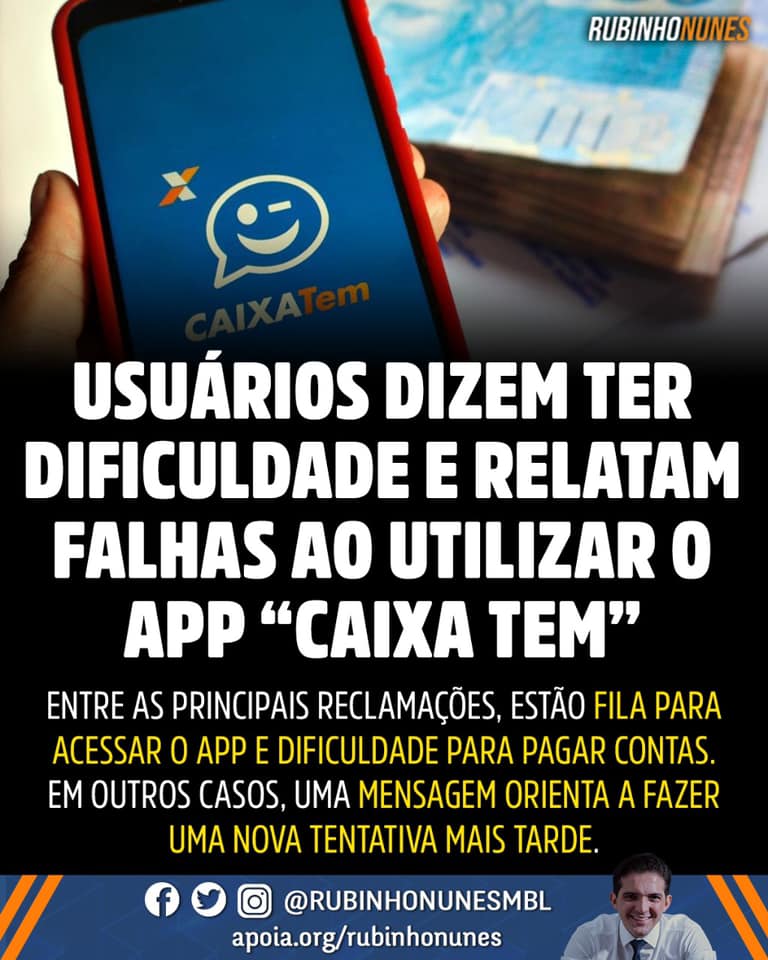 RUBINHONUNES
X
CAIXATem
USUÁRIOS DIZEM TER
DIFICULDADE E RELATAM
FALHAS AO UTILIZAR O
APP “CAIXA TEM”
ENTRE AS PRINCIPAIS RECLAMAÇÕES, ESTÃO FILA PARA
ACESSAR O APP E DIFICULDADE PARA PAGAR CONTAS.
EM OUTROS CASOS, UMA MENSAGEM ORIENTA A FAZER
UMA NOVA TENTATIVA MAIS TARDE.
@RUBINHONUNESMBL
apoia.org/rubinhonunes